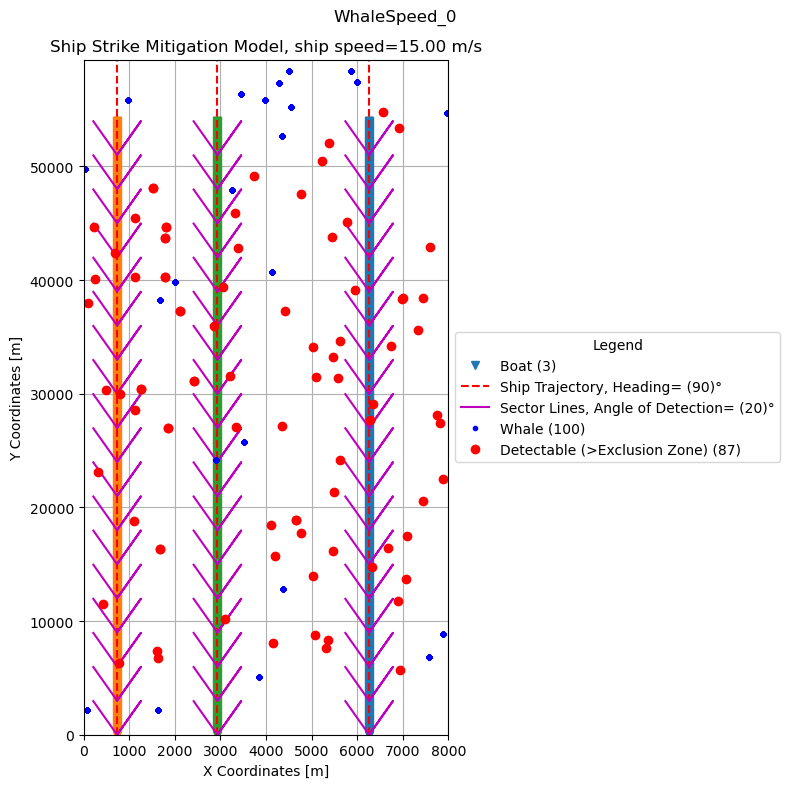 WhaleSpeed_0
Ship Strike Mitigation Model, ship speed=15.00 m/s
Y Coordinates [m]
50000
40000
30000
20000
10000
0
0 1000 2000 3000 4000 5000 6000 7000 8000
X Coordinates [m]
Legend
Boat (3)
Ship Trajectory, Heading= (90)°
Sector Lines, Angle of Detection= (20)°
Whale (100)
Detectable (>Exclusion Zone) (87)